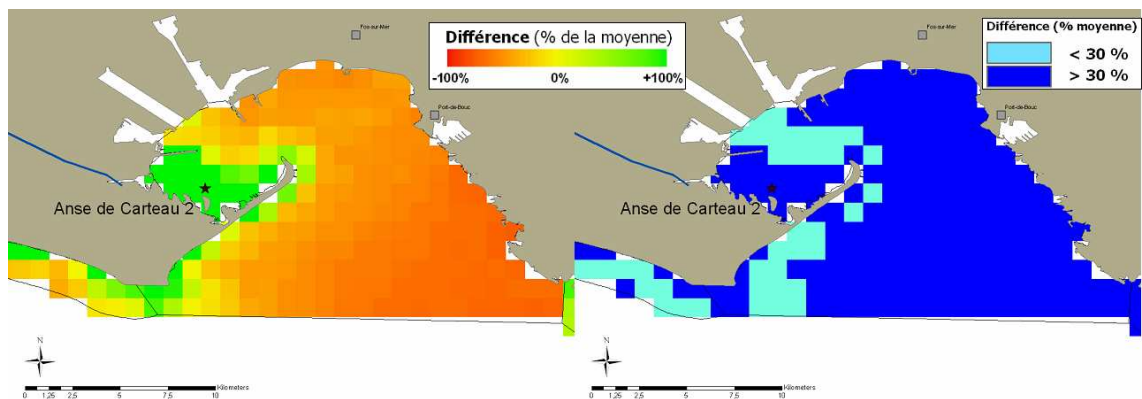 Fos-sur-Mer
Différence (% de la moyenne)
-100% 0% +100%
Port-de-Bouc
Anse de Carteau 2
N
0 1,25 2,5 5 7,5 10
Kilometers
Différence (% moyenne)
< 30 %
> 30 %
Fos-sur-Mer
Port-de-Bouc
Anse de Carteau 2
N
0 1,25 2,5 5 7,5 10
Kilometers